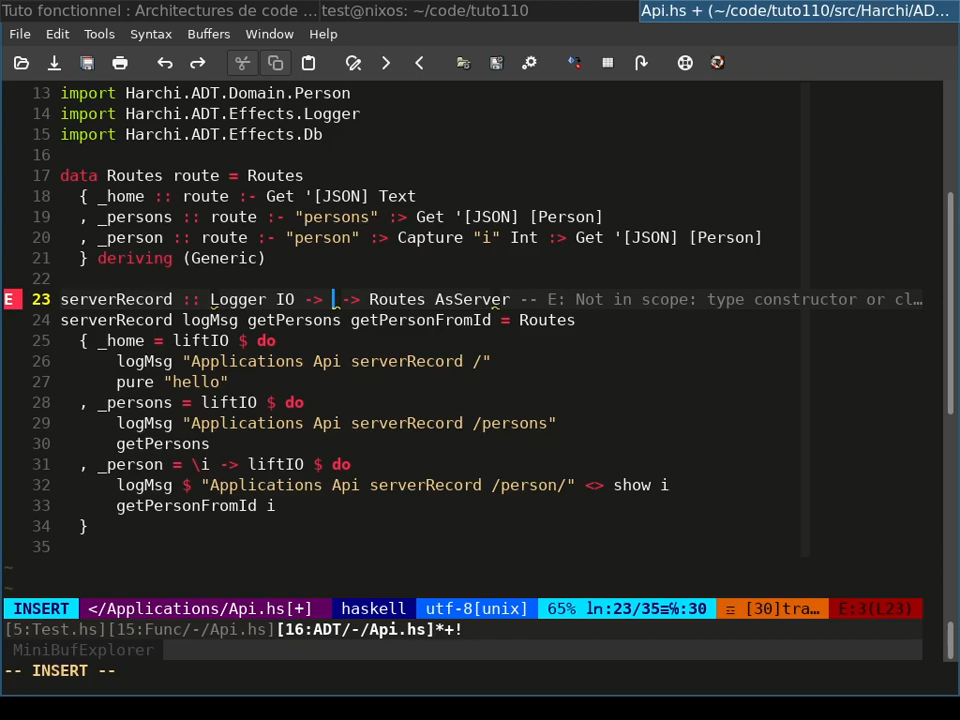 Tuto fonctionnel : Architectures de code ... test@nixos: ~/code/tuto110 Api.hs + (~/code/tuto110/src/Harchi/AD...
File Edit Tools Syntax Buffers Window Help
13 import Harchi.ADT.Domain.Person
14 import Harchi.ADT.Effects.Logger
15 import Harchi.ADT.Effects.Db
16
17 data Routes route = Routes
18   { _home :: route :- Get '[JSON] Text
19   , _persons :: route :- "persons" :> Get '[JSON] [Person]
20   , _person :: route :- "person" :> Capture "i" Int :> Get '[JSON] [Person]
21   } deriving (Generic)
22
E 23 serverRecord :: Logger IO -> -> Routes AsServer -- E: Not in scope: type constructor or cl…
24 serverRecord logMsg getPersons getPersonFromId = Routes
25   { _home = liftIO $ do
26       logMsg "Applications Api serverRecord /"
27       pure "hello"
28   , _persons = liftIO $ do
29       logMsg "Applications Api serverRecord /persons"
30       getPersons
31   , _person = \i -> liftIO $ do
32       logMsg $ "Applications Api serverRecord /person/" <> show i
33       getPersonFromId i
34   }
35
~
~
INSERT </Applications/Api.hs[+] haskell utf-8[unix] 65% ln:23/35≡℅:30 ☲ [30]tra… E:3(L23)
[5:Test.hs][15:Func/-/Api.hs][16:ADT/-/Api.hs]*+!
MiniBufExplorer
-- INSERT --